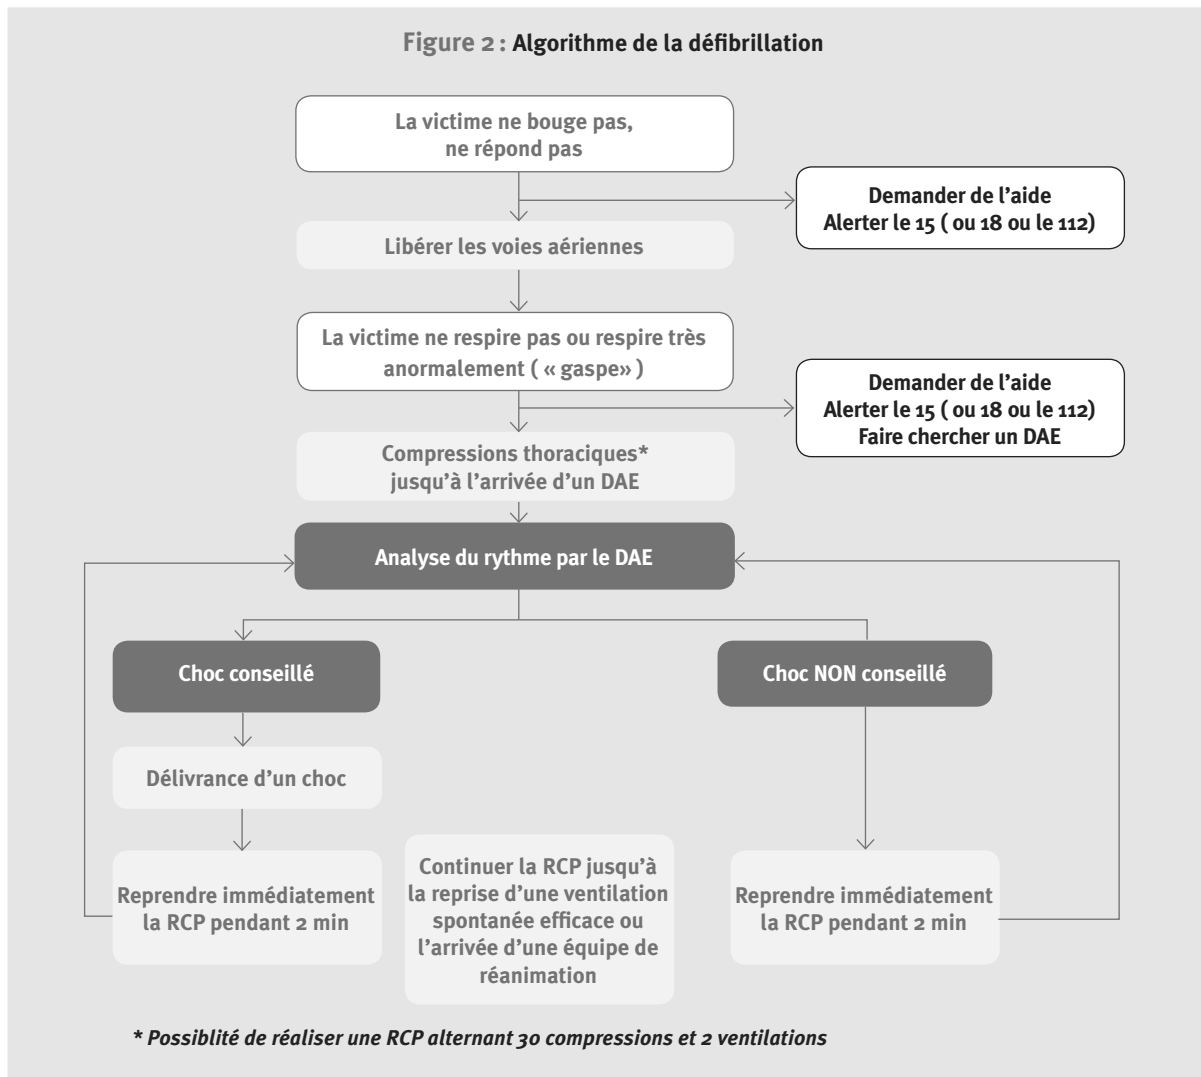 Figure 2 : Algorithme de la défibrillation
La victime ne bouge pas,
ne répond pas
Demander de l’aide
Alerter le 15 ( ou 18 ou le 112)
Libérer les voies aériennes
La victime ne respire pas ou respire très
anormalement ( « gaspe» )
Demander de l’aide
Alerter le 15 ( ou 18 ou le 112)
Faire chercher un DAE
Compressions thoraciques*
jusqu’à l’arrivée d’un DAE
Analyse du rythme par le DAE
Choc conseillé
Choc NON conseillé
Délivrance d’un choc
Reprendre immédiatement
la RCP pendant 2 min
Continuer la RCP jusqu’à
la reprise d’une ventilation
spontanée efficace ou
l’arrivée d’une équipe de
réanimation
Reprendre immédiatement
la RCP pendant 2 min
* Possiblité de réaliser une RCP alternant 30 compressions et 2 ventilations